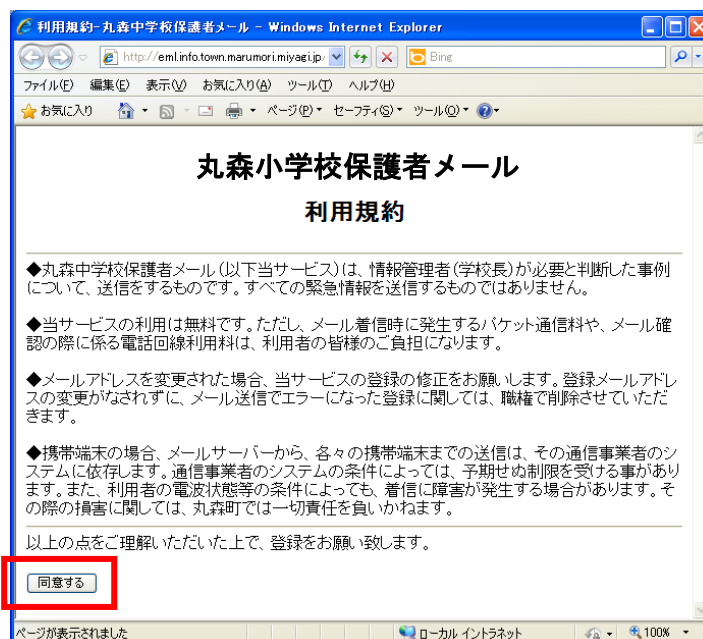 利用規約-丸森中学校保護者メール - Windows Internet Explorer
http://eml.info.town.marumori.miyagi.jp/
Bing
ファイル(F) 編集(E) 表示(V) お気に入り(A) ツール(T) ヘルプ(H)
お気に入り ページ(P) セーフティ(S) ツール(O)
丸森小学校保護者メール
利用規約
◆丸森中学校保護者メール(以下当サービス)は、情報管理者(学校長)が必要と判断した事例
について、送信をするものです。すべての緊急情報を送信するものではありません。
◆当サービスの利用は無料です。ただし、メール着信時に発生するパケット通信料や、メール確
認の際に係る電話回線利用料は、利用者の皆様のご負担になります。
◆メールアドレスを変更された場合、当サービスの登録の修正をお願いします。登録メールアドレ
スの変更がなされずに、メール送信でエラーになった登録に関しては、職権で削除させていただ
きます。
◆携帯端末の場合、メールサーバーから、各々の携帯端末までの送信は、その通信事業者のシ
ステムに依存します。通信事業者のシステムの条件によっては、予期せぬ制限を受ける事があり
ます。また、利用者の電波状態等の条件によっても、着信に障害が発生する場合があります。そ
の際の損害に関しては、丸森町では一切責任を負いかねます。
以上の点をご理解いただいた上で、登録をお願い致します。
同意する
ページが表示されました ローカル イントラネット 100%